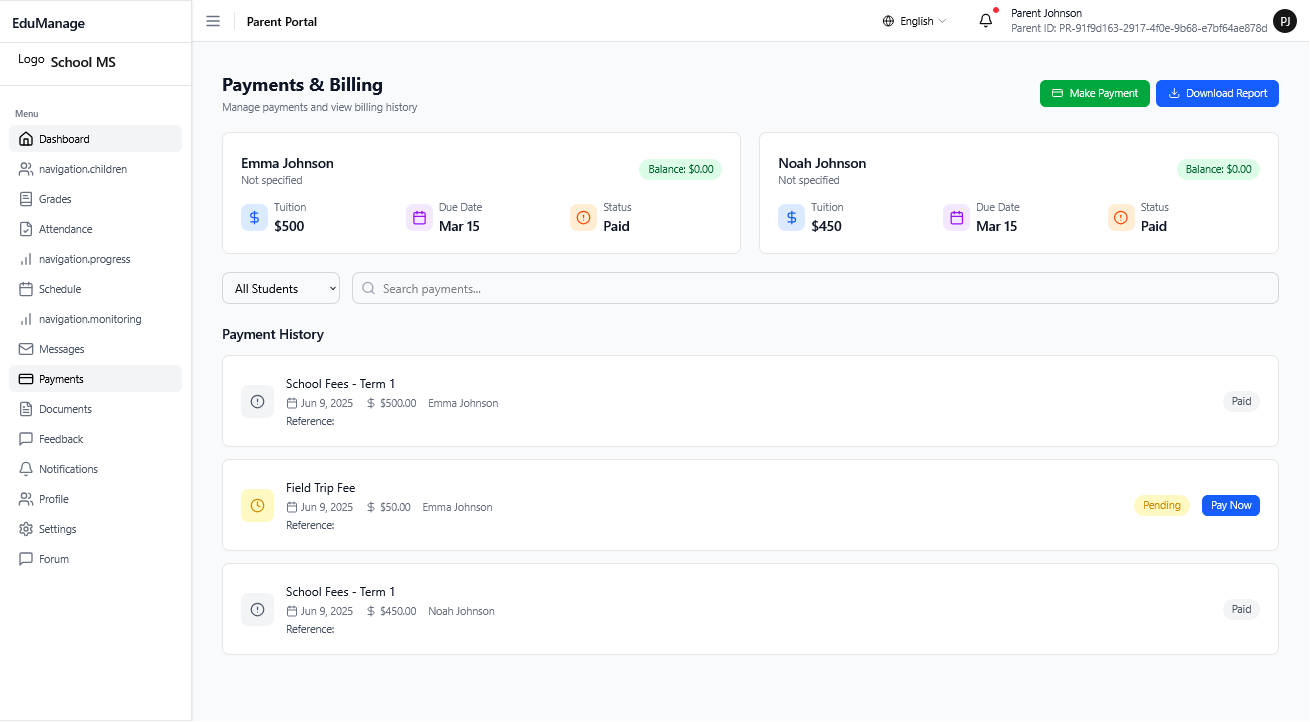 EduManage
Parent Portal
English
Parent Johnson
Parent ID: PR-91f9d163-2917-4f0e-9b68-e7bf64ae878d
PJ
Logo School MS
Menu
Dashboard
navigation.children
Grades
Attendance
navigation.progress
Schedule
navigation.monitoring
Messages
Payments
Documents
Feedback
Notifications
Profile
Settings
Forum
Payments & Billing
Manage payments and view billing history
Make Payment
Download Report
Emma Johnson
Not specified
Balance: $0.00
Tuition
$500
Due Date
Mar 15
Status
Paid
Noah Johnson
Not specified
Balance: $0.00
Tuition
$450
Due Date
Mar 15
Status
Paid
All Students
Search payments...
Payment History
School Fees - Term 1
Jun 9, 2025 $500.00 Emma Johnson
Reference:
Paid
Field Trip Fee
Jun 9, 2025 $50.00 Emma Johnson
Reference:
Pending
Pay Now
School Fees - Term 1
Jun 9, 2025 $450.00 Noah Johnson
Reference:
Paid